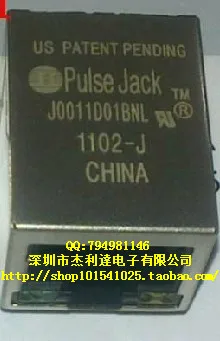 US PATENT PENDING
Pulse Jack™
J0011D01BNL ®
1102-J
CHINA
QQ:794981146
深圳市杰利達电子有限公司
http://shop101541025.taobao.com/